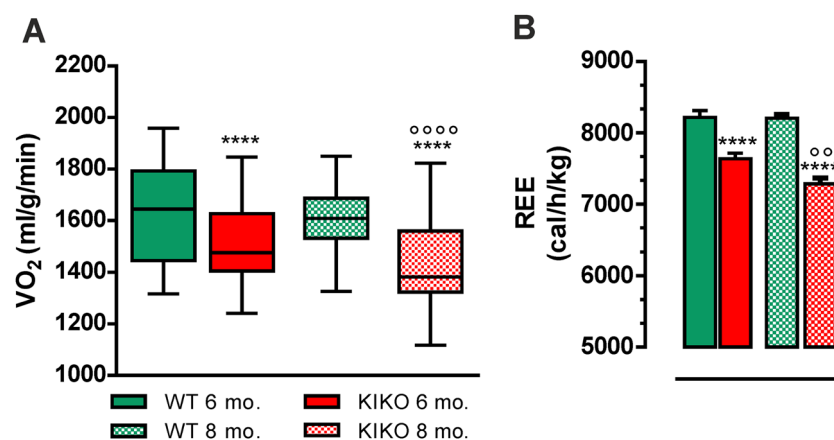 A
B
2200
2000
1800
1600
1400
1200
1000
VO2 (ml/g/min)
****
°°°°
****
9000
8000
7000
6000
5000
REE
(cal/h/kg)
****
°°
****
WT 6 mo.
KIKO 6 mo.
WT 8 mo.
KIKO 8 mo.